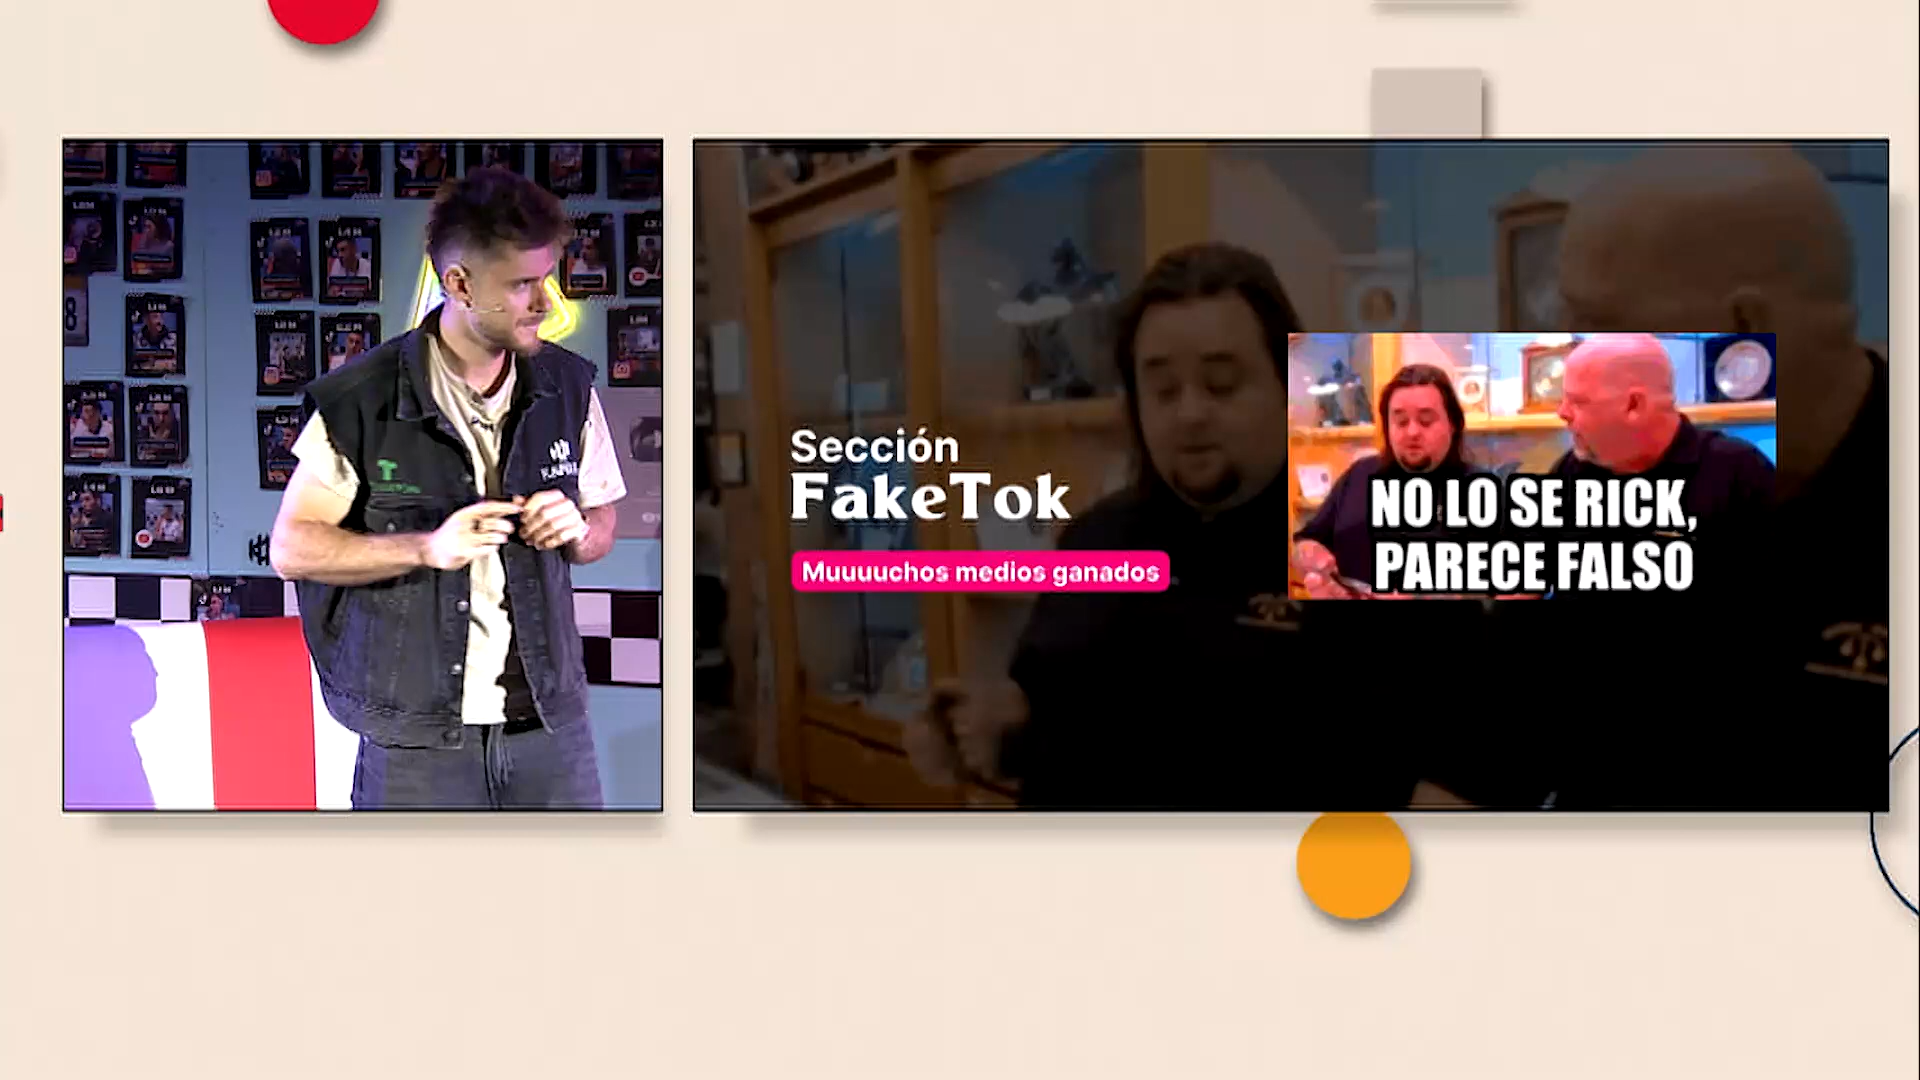 Sección
FakeTok
Muuuuchos medios ganados
NO LO SE RICK,
PARECE FALSO